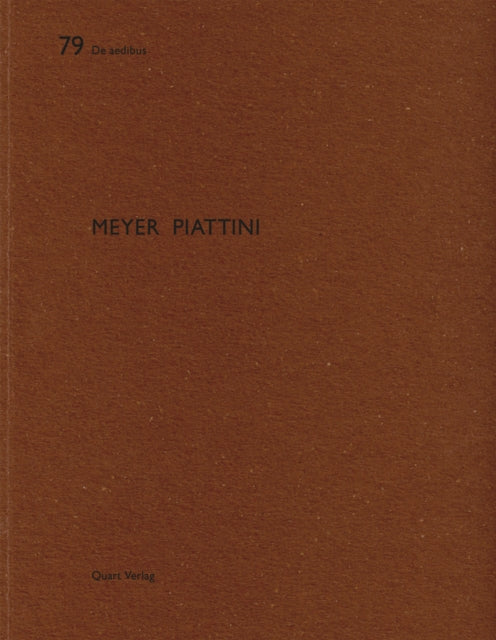 79 De aedibus
MEYER PIATTINI
Quart Verlag